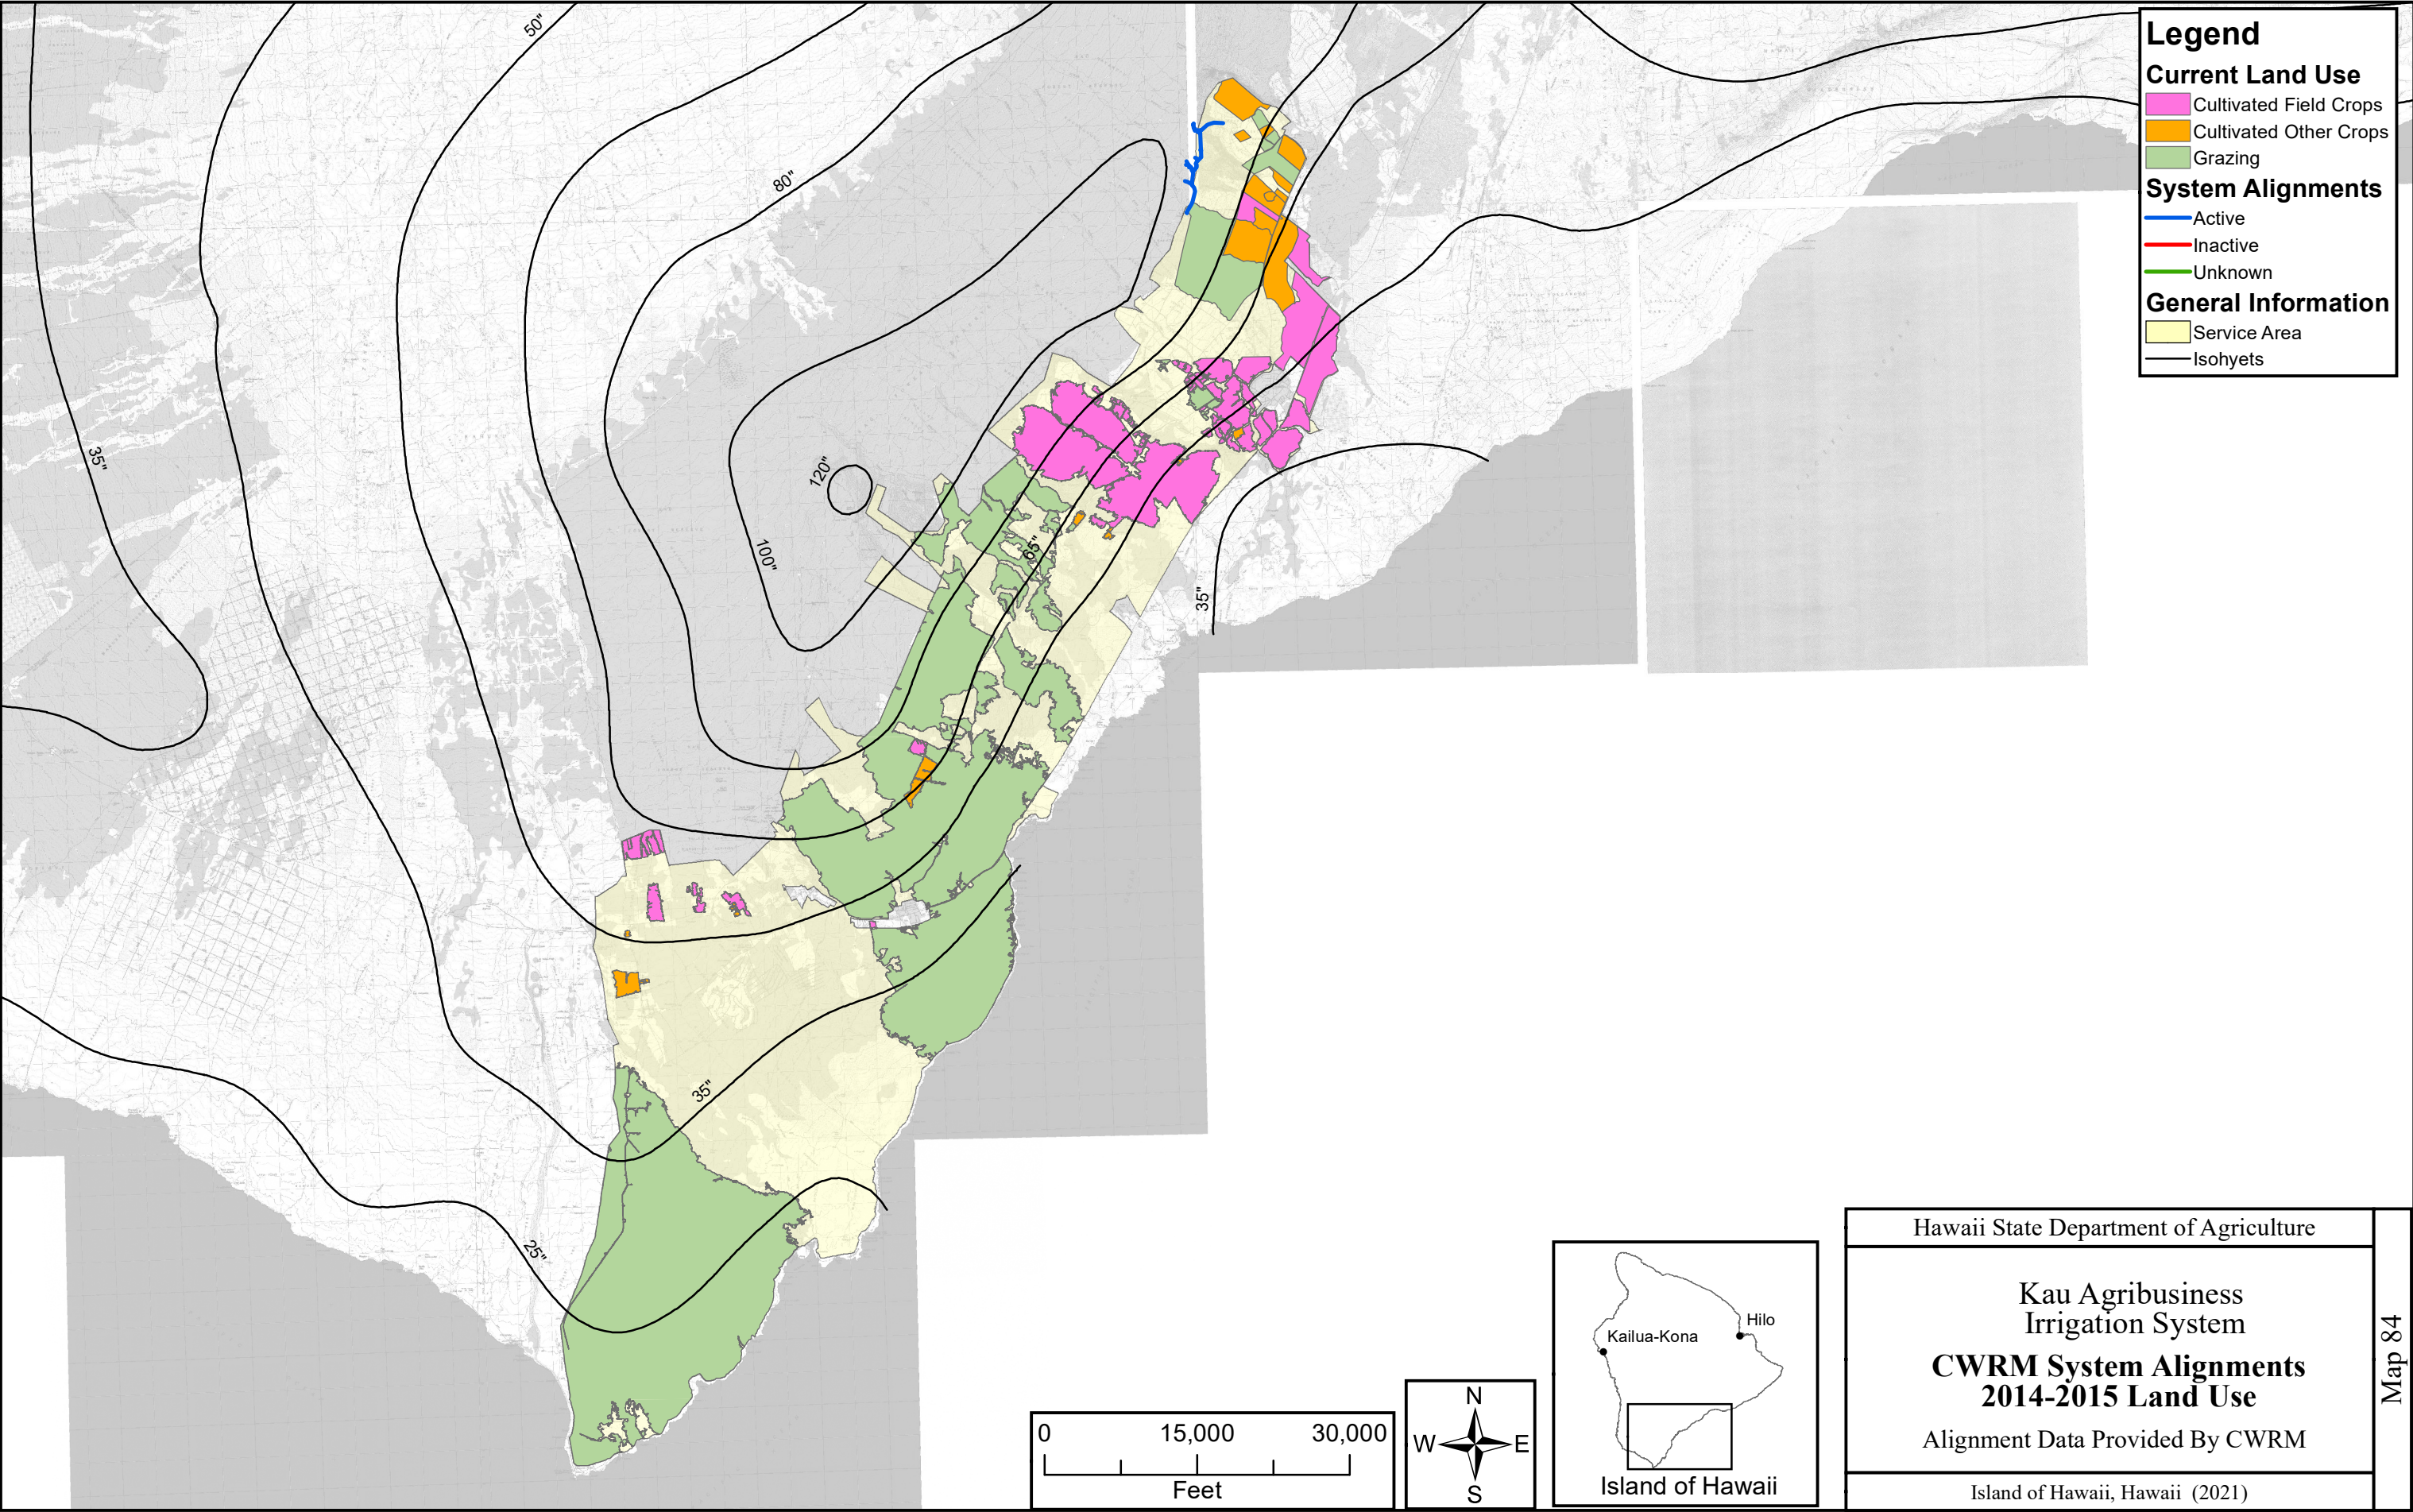 50"
80"
35"
120"
100"
65"
35"
35"
25"
Legend
Current Land Use
Cultivated Field Crops
Cultivated Other Crops
Grazing
System Alignments
Active
Inactive
Unknown
General Information
Service Area
Isohyets
0 15,000 30,000
Feet
N
W E
S
Hilo
Kailua-Kona
Island of Hawaii
Hawaii State Department of Agriculture
Kau Agribusiness
Irrigation System
CWRM System Alignments
2014-2015 Land Use
Alignment Data Provided By CWRM
Island of Hawaii, Hawaii (2021)
Map 84